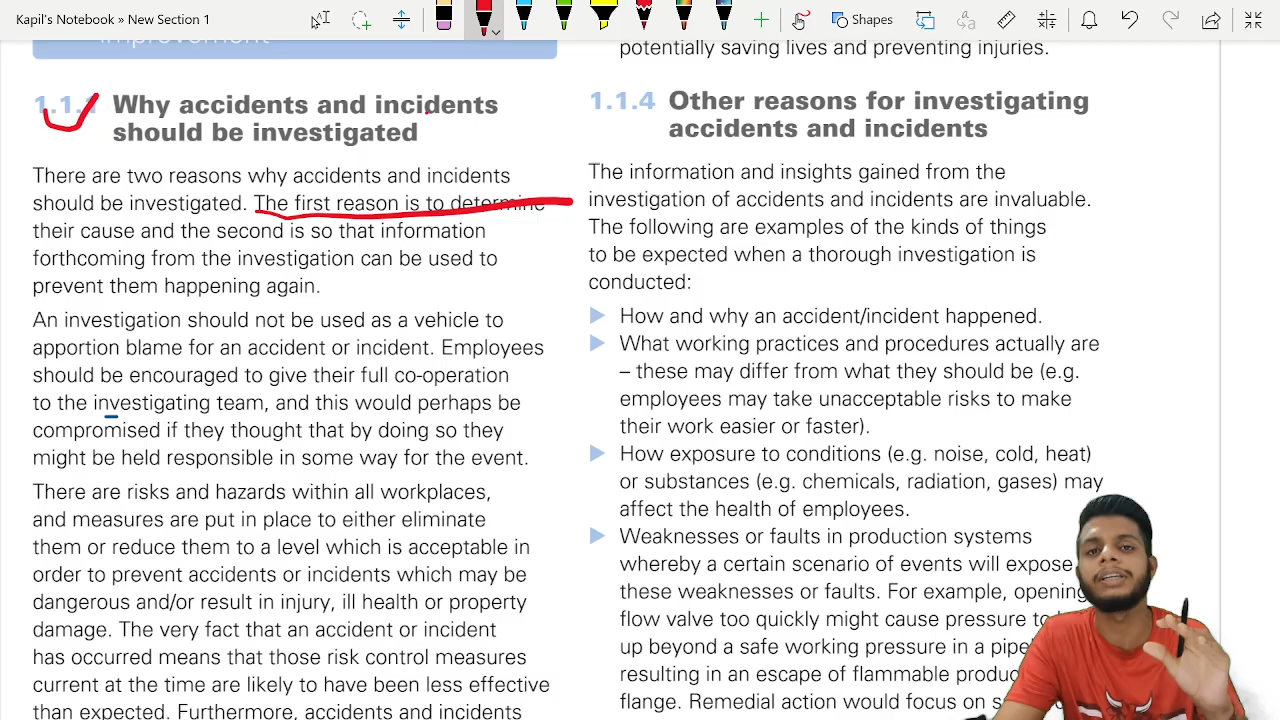 Kapil's Notebook » New Section 1
Shapes
improvement
1.1.1 Why accidents and incidents
should be investigated
There are two reasons why accidents and incidents
should be investigated. The first reason is to determine
their cause and the second is so that information
forthcoming from the investigation can be used to
prevent them happening again.
An investigation should not be used as a vehicle to
apportion blame for an accident or incident. Employees
should be encouraged to give their full co-operation
to the investigating team, and this would perhaps be
compromised if they thought that by doing so they
might be held responsible in some way for the event.
There are risks and hazards within all workplaces,
and measures are put in place to either eliminate
them or reduce them to a level which is acceptable in
order to prevent accidents or incidents which may be
dangerous and/or result in injury, ill health or property
damage. The very fact that an accident or incident
has occurred means that those risk control measures
current at the time are likely to have been less effective
than expected. Furthermore, accidents and incidents
potentially saving lives and preventing injuries.
1.1.4 Other reasons for investigating
accidents and incidents
The information and insights gained from the
investigation of accidents and incidents are invaluable.
The following are examples of the kinds of things
to be expected when a thorough investigation is
conducted:
How and why an accident/incident happened.
What working practices and procedures actually are
– these may differ from what they should be (e.g.
employees may take unacceptable risks to make
their work easier or faster).
How exposure to conditions (e.g. noise, cold, heat)
or substances (e.g. chemicals, radiation, gases) may
affect the health of employees.
Weaknesses or faults in production systems
whereby a certain scenario of events will expose
these weaknesses or faults. For example, opening
flow valve too quickly might cause pressure to
up beyond a safe working pressure in a
resulting in an escape of flammable
flange. Remedial action would focus on